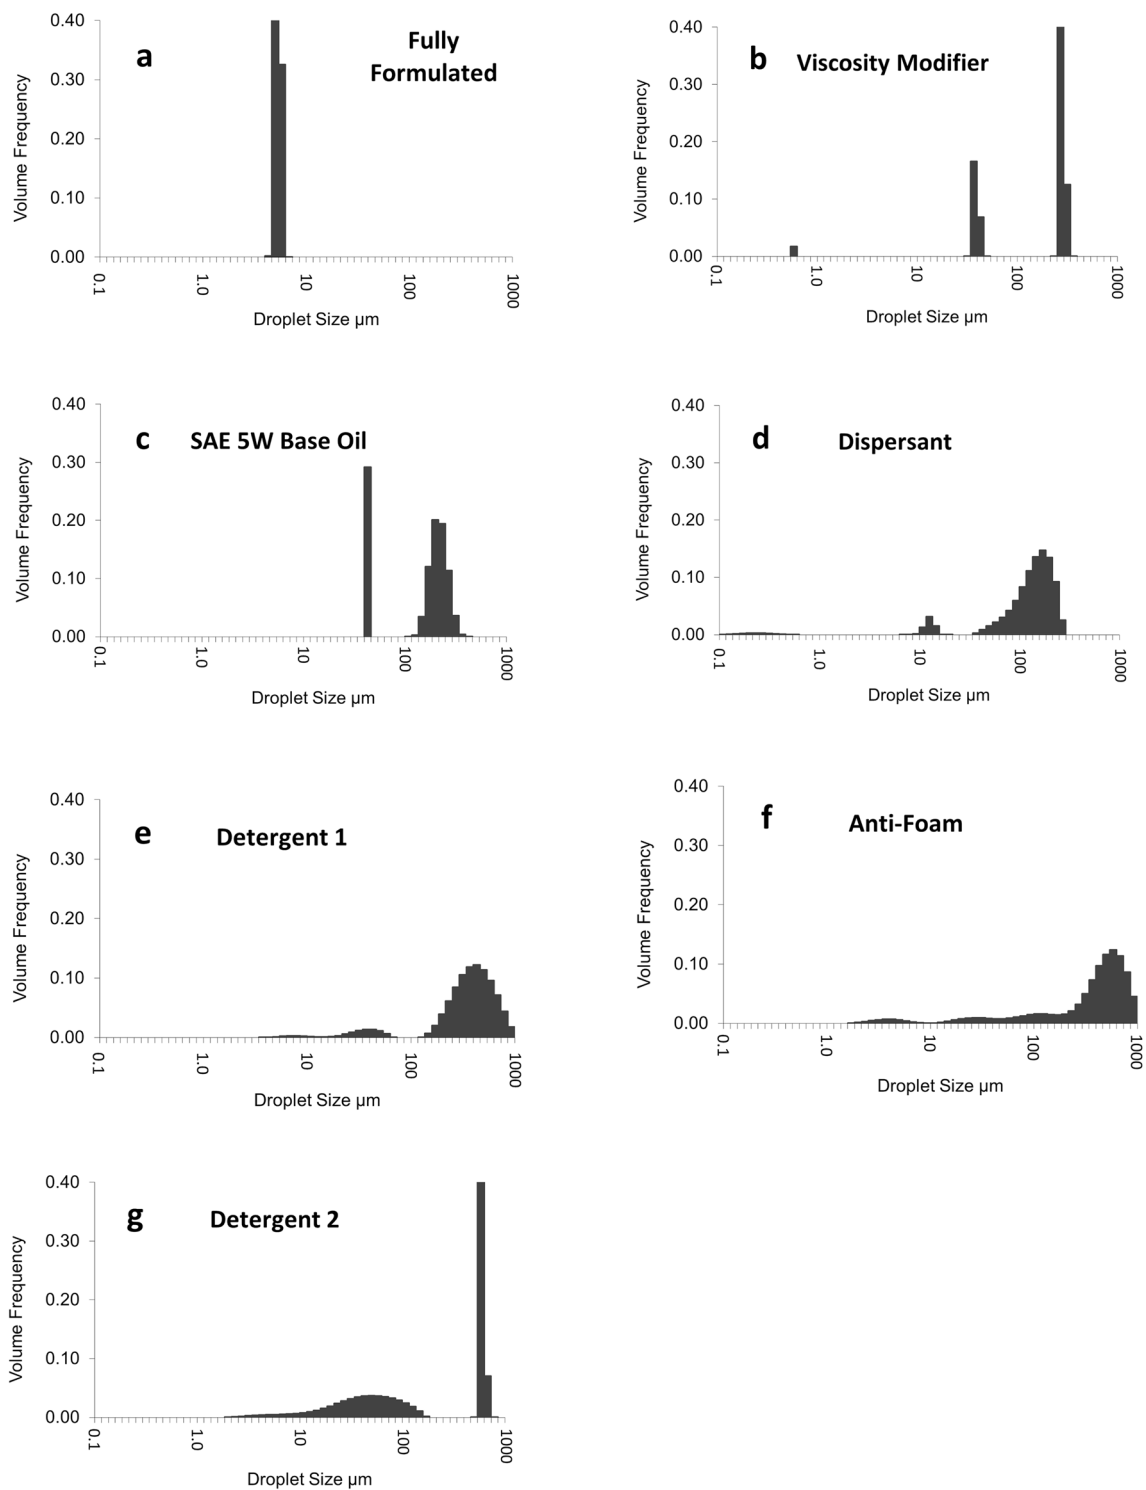 a
Fully
Formulated
0.40
0.30
0.20
0.10
0.00
Volume Frequency
0.1
1.0
10
100
1000
Droplet Size µm
b
Viscosity Modifier
0.40
0.30
0.20
0.10
0.00
Volume Frequency
0.1
1.0
10
100
1000
Droplet Size µm
c
SAE 5W Base Oil
0.40
0.30
0.20
0.10
0.00
Volume Frequency
0.1
1.0
10
100
1000
Droplet Size µm
d
Dispersant
0.40
0.30
0.20
0.10
0.00
Volume Frequency
0.1
1.0
10
100
1000
Droplet Size µm
e
Detergent 1
0.40
0.30
0.20
0.10
0.00
Volume Frequency
0.1
1.0
10
100
1000
Droplet Size µm
f
Anti-Foam
0.40
0.30
0.20
0.10
0.00
Volume Frequency
0.1
1.0
10
100
1000
Droplet Size µm
g
Detergent 2
0.40
0.30
0.20
0.10
0.00
Volume Frequency
0.1
1.0
10
100
1000
Droplet Size µm